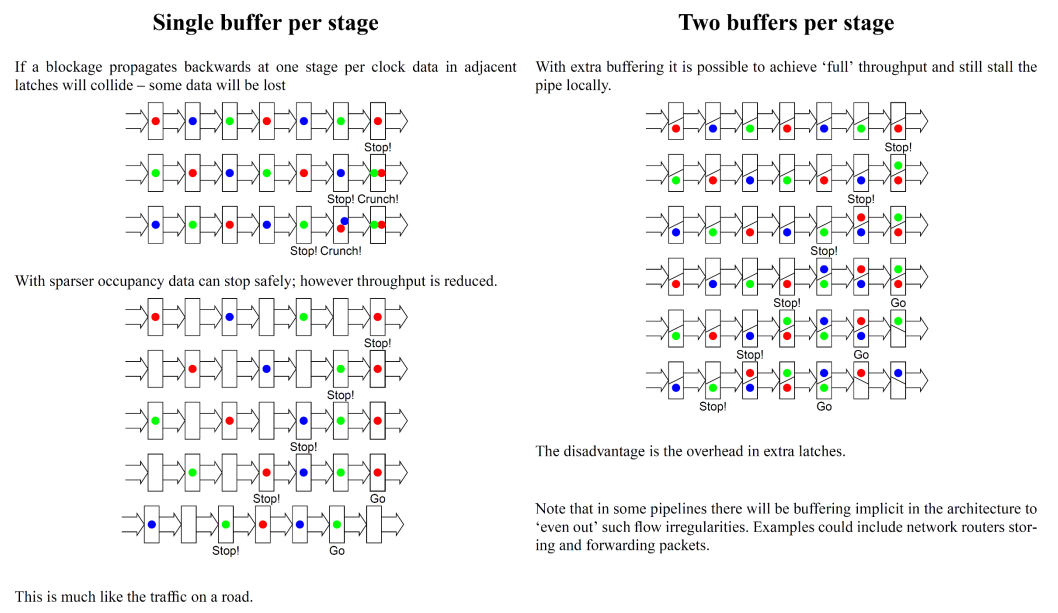 Single buffer per stage
If a blockage propagates backwards at one stage per clock data in adjacent
latches will collide – some data will be lost
Stop!
Stop! Crunch!
Stop! Crunch!
With sparser occupancy data can stop safely; however throughput is reduced.
Stop!
Stop!
Stop!
Stop! Go
Stop! Go
This is much like the traffic on a road.
Two buffers per stage
With extra buffering it is possible to achieve ‘full’ throughput and still stall the
pipe locally.
Stop!
Stop!
Stop!
Stop! Go
Stop! Go
Stop! Go
The disadvantage is the overhead in extra latches.
Note that in some pipelines there will be buffering implicit in the architecture to
‘even out’ such flow irregularities. Examples could include network routers stor-
ing and forwarding packets.